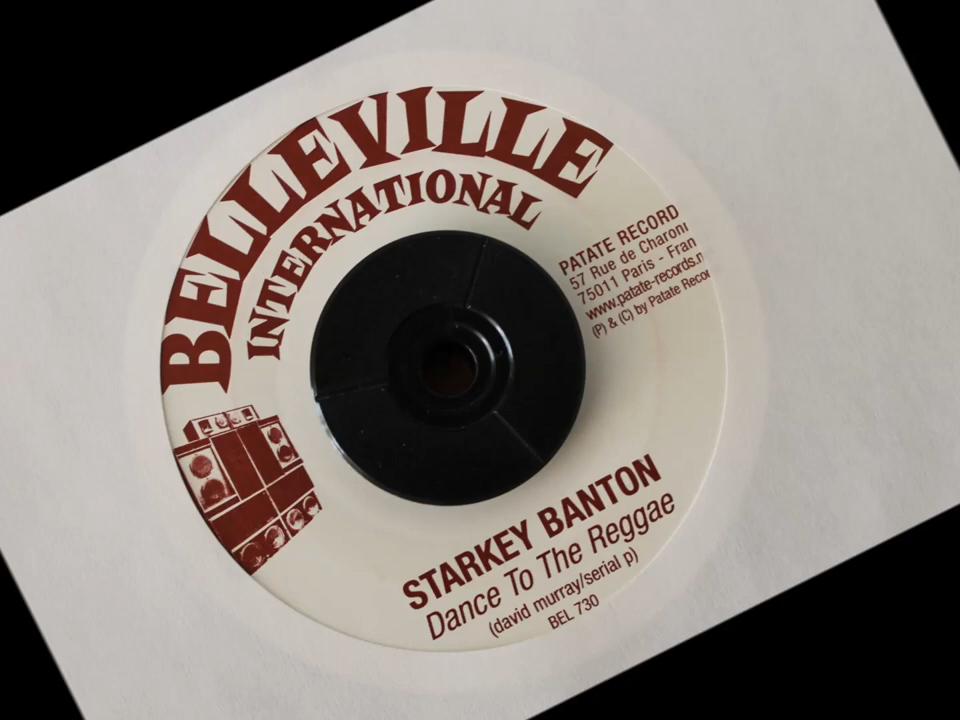 BELLEVILLE
INTERNATIONAL
PATATE RECORD
57 Rue de Charonn
75011 Paris - Fran
www.patate-records.n
(P) & (C) by Patate Recor
STARKEY BANTON
Dance To The Reggae
(david murray/serial p)
BEL 730